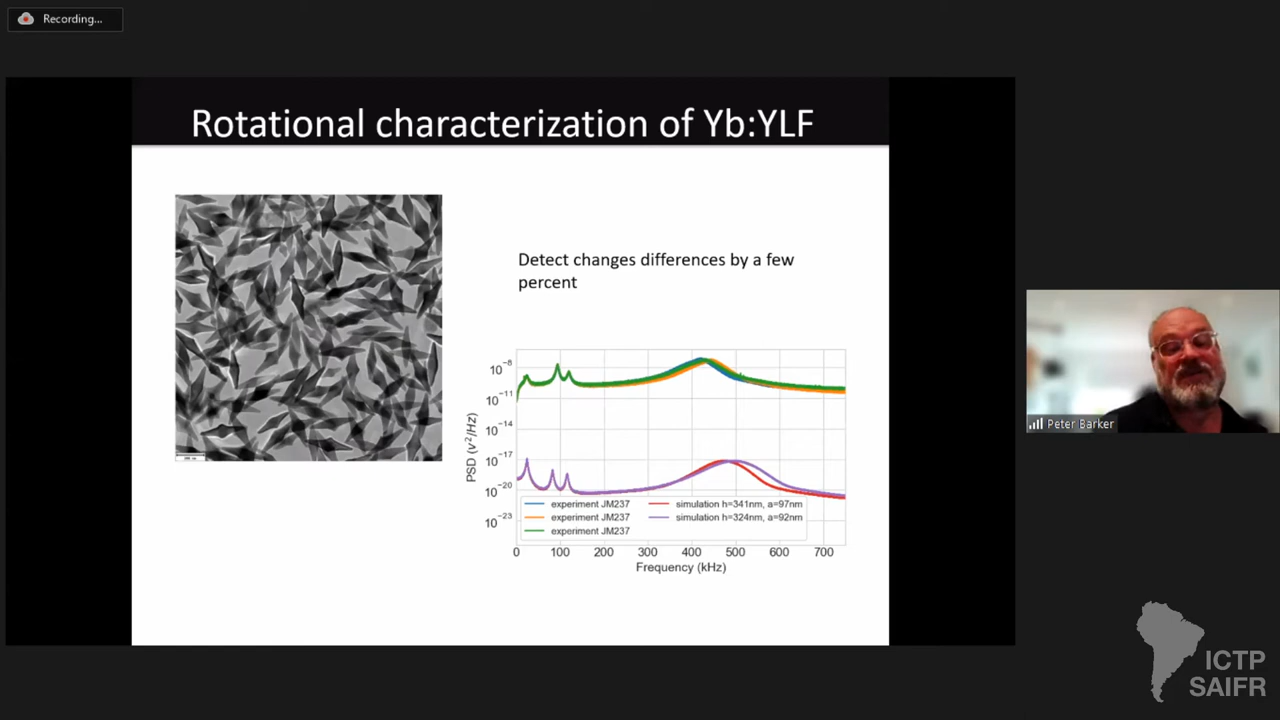 Recording...
Rotational characterization of Yb:YLF
Detect changes differences by a few
percent
PSD (v²/Hz)
10⁻⁸
10⁻¹¹
10⁻¹⁴
10⁻¹⁷
10⁻²⁰
10⁻²³
experiment JM237
experiment JM237
experiment JM237
simulation h=341nm, a=97nm
simulation h=324nm, a=92nm
0 100 200 300 400 500 600 700
Frequency (kHz)
Peter Barker
ICTP
SAIFR